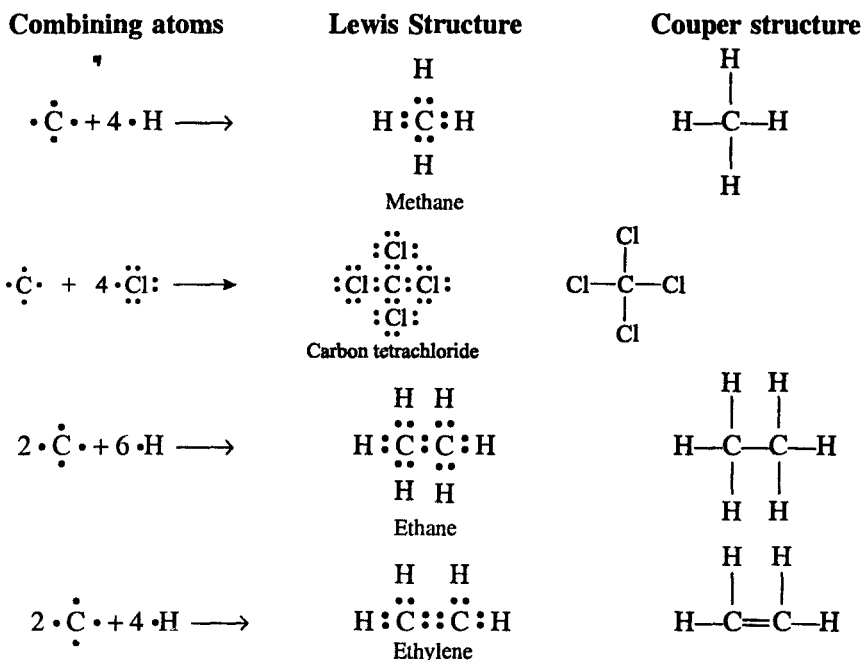 Combining atoms Lewis Structure Couper structure
H H
·C· + 4 ·H ⟶ H:C:H H—C—H
H H
Methane
:Cl: Cl
·C· + 4 ·Cl: ⟶ :Cl:C:Cl: Cl—C—Cl
:Cl: Cl
Carbon tetrachloride
H H H H
2 ·C· + 6 ·H ⟶ H:C:C:H H—C—C—H
H H H H
Ethane
H H H H
2 ·C· + 4 ·H ⟶ H:C::C:H H—C=C—H
Ethylene